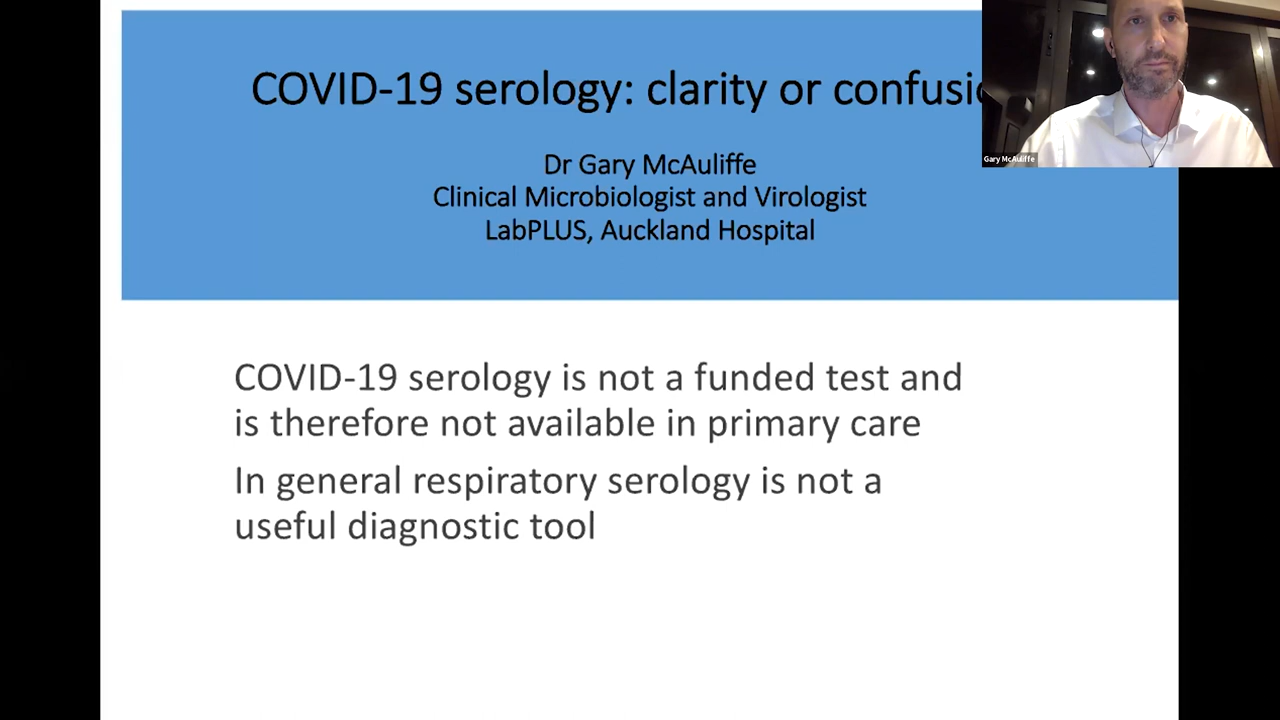 COVID-19 serology: clarity or confusio
Dr Gary McAuliffe
Clinical Microbiologist and Virologist
LabPLUS, Auckland Hospital
Gary McAuliffe
COVID-19 serology is not a funded test and
is therefore not available in primary care
In general respiratory serology is not a
useful diagnostic tool